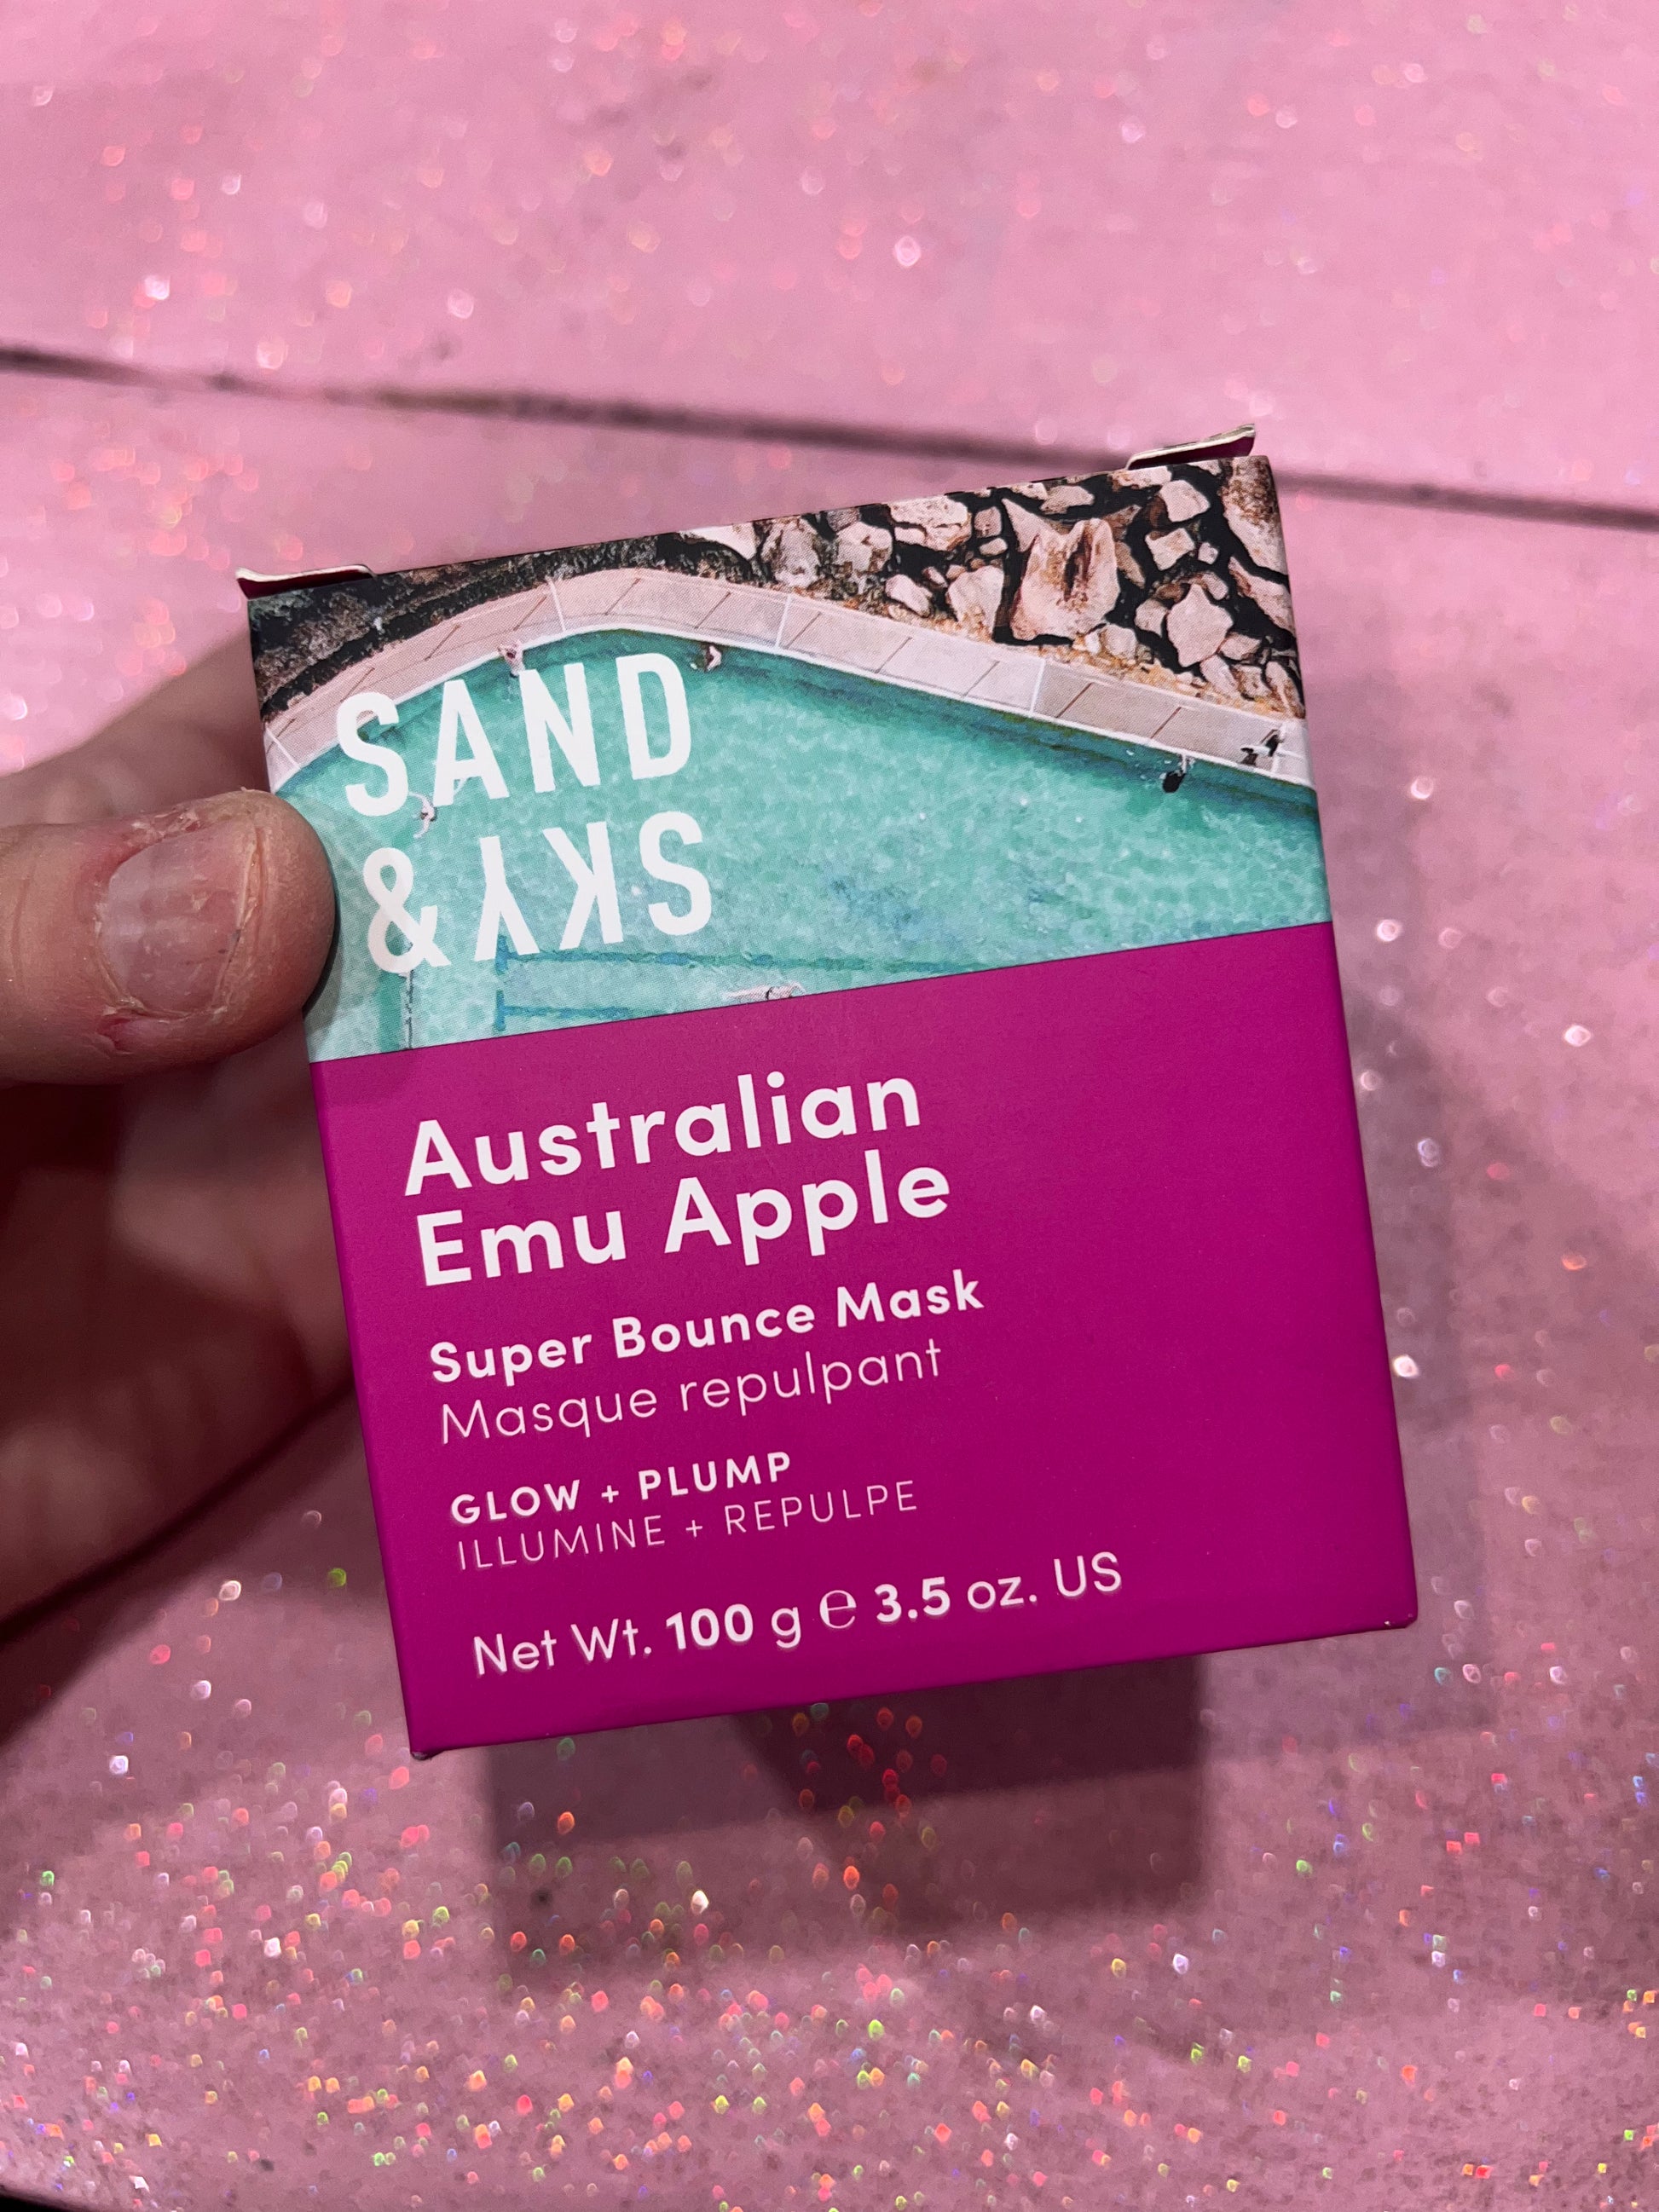 SAND
& SKY
Australian
Emu Apple
Super Bounce Mask
Masque repulpant
GLOW + PLUMP
ILLUMINE + REPULPE
Net Wt. 100 g ℮ 3.5 oz. US